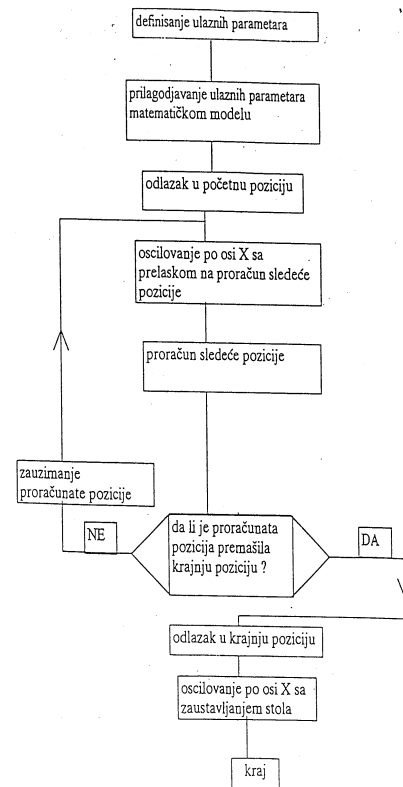 definisanje ulaznih parametara
prilagodjavanje ulaznih parametara
matematičkom modelu
odlazak u početnu poziciju
oscilovanje po osi X sa
prelaskom na proračun sledeće
pozicije
proračun sledeće pozicije
zauzimanje
proračunate pozicije
NE
da li je proračunata
pozicija premašila
krajnju poziciju ?
DA
odlazak u krajnju poziciju
oscilovanje po osi X sa
zaustavljanjem stola
kraj